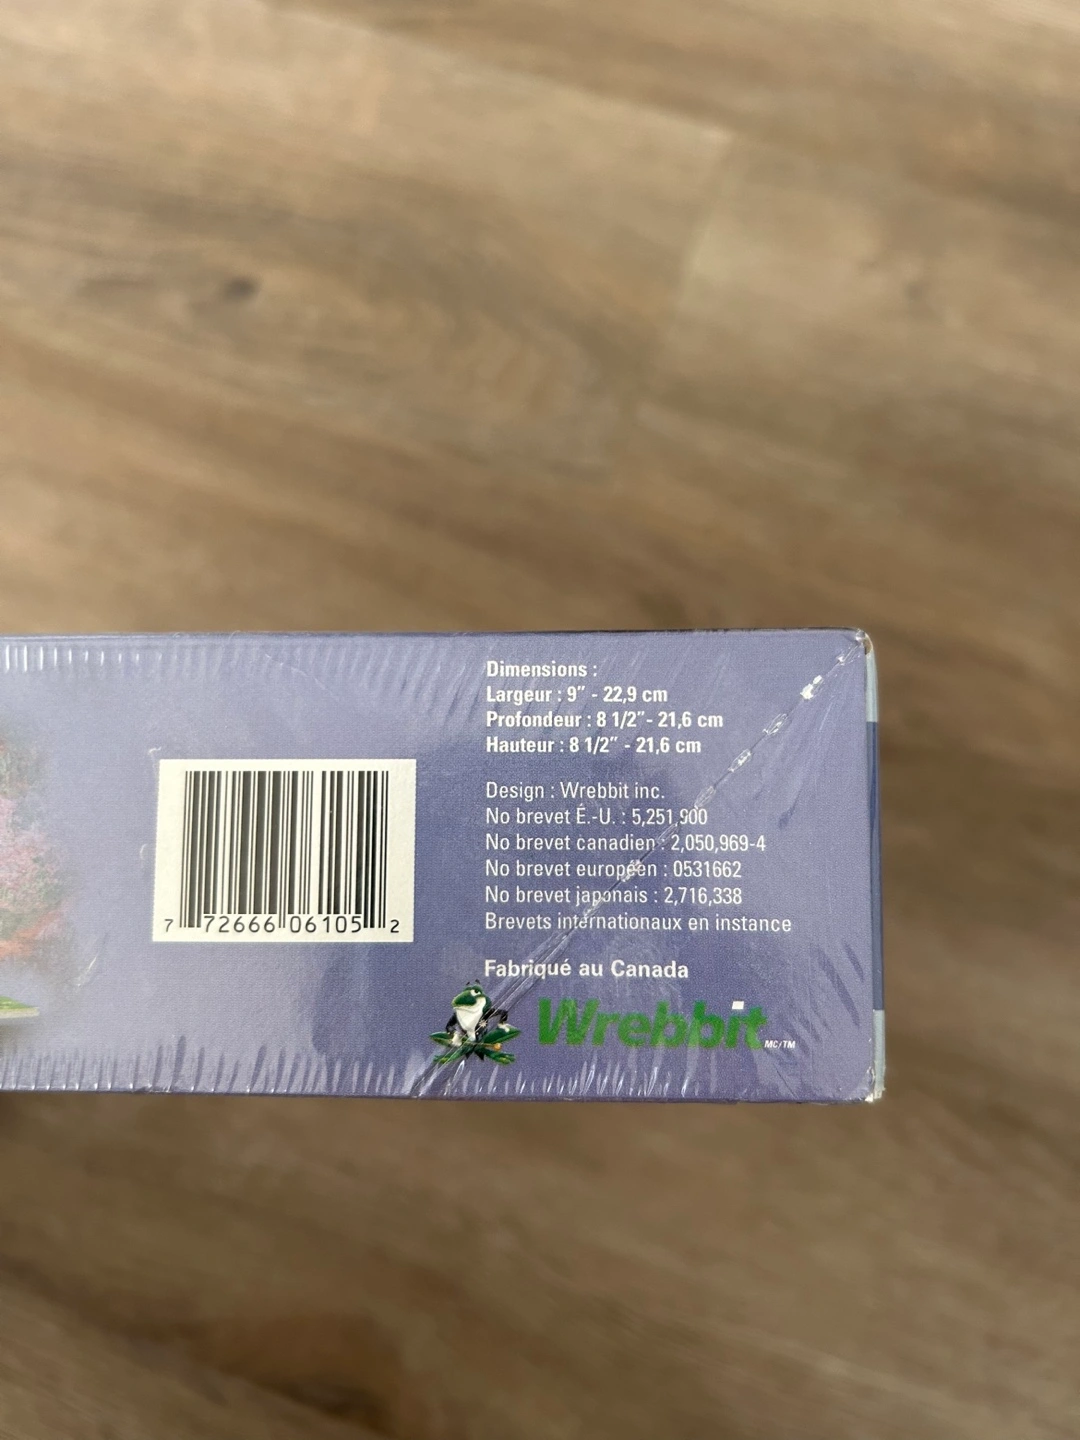 Dimensions :
Largeur : 9” - 22,9 cm
Profondeur : 8 1/2”- 21,6 cm
Hauteur : 8 1/2” - 21,6 cm
Design : Wrebbit inc.
No brevet É.-U. : 5,251,900
No brevet canadien : 2,050,969-4
No brevet européen : 0531662
No brevet japonais : 2,716,338
Brevets internationaux en instance
Fabriqué au Canada
Wrebbit MC/TM
7 72666 06105 2